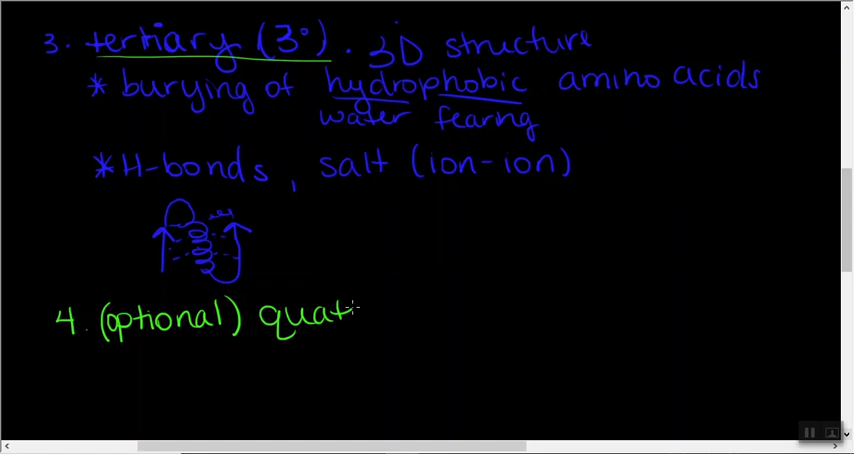 3. tertiary (3°). 3D structure
* burying of hydrophobic amino acids
water fearing
* H-bonds, salt (ion-ion)
4. (optional) quat